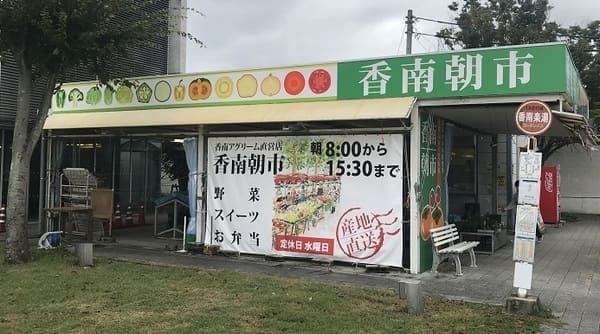 香南朝市
香南アグリーム直営店
香南朝市
朝8:00から
15:30まで
野菜
スイーツ
お弁当
定休日 水曜日
産地
直送
朝市
香南楽湯